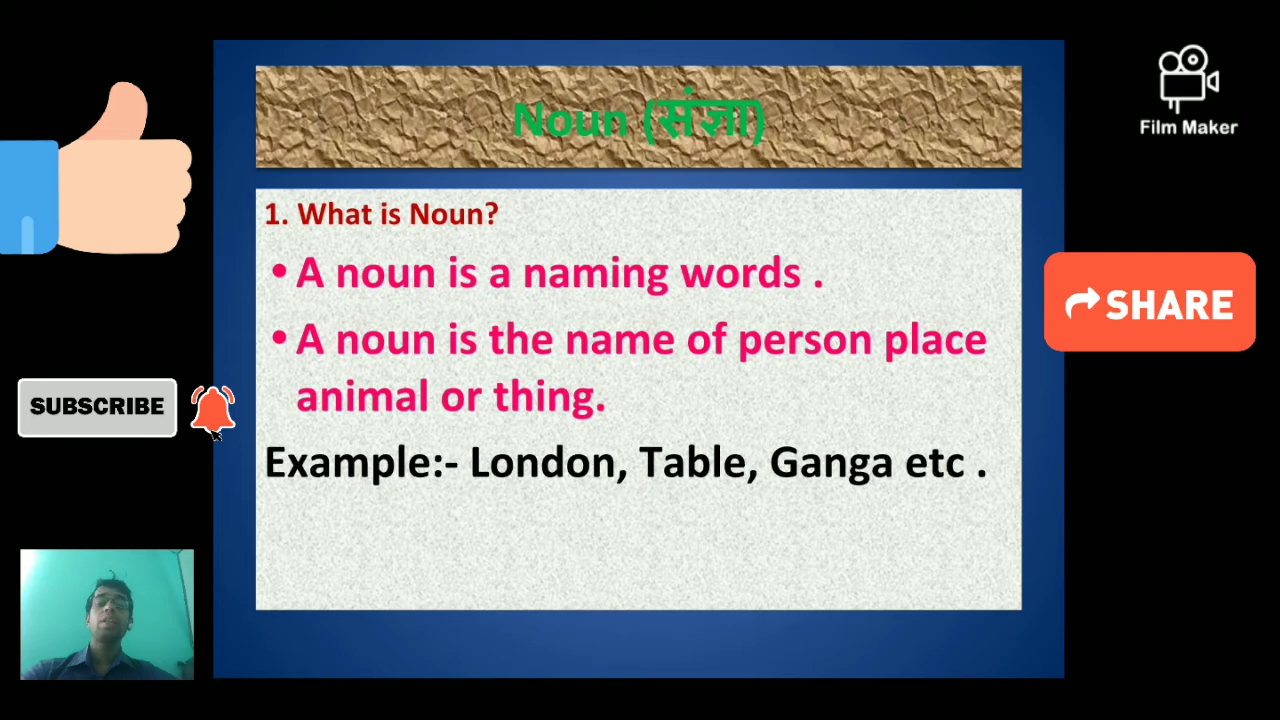 Noun (संज्ञा)
Film Maker
1. What is Noun?
• A noun is a naming words .
SHARE
• A noun is the name of person place
animal or thing.
SUBSCRIBE
Example:- London, Table, Ganga etc .